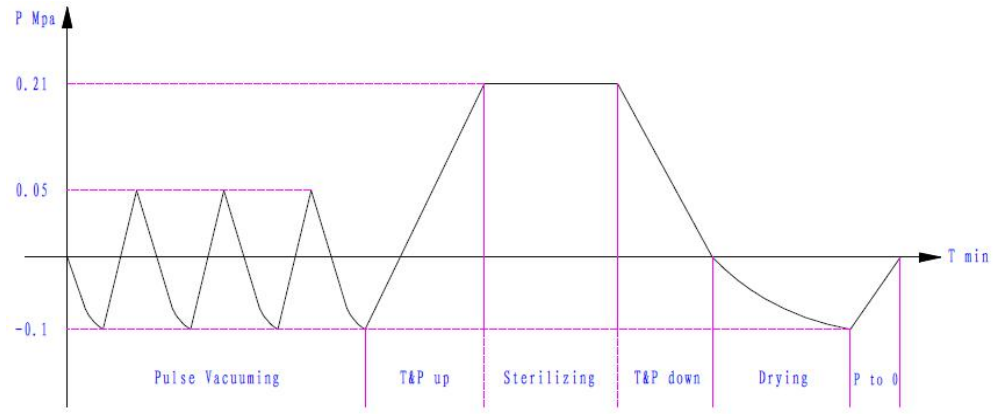 P Mpa
0.21
0.05
T min
-0.1
Pulse Vacuuming T&P up Sterilizing T&P down Drying P to 0